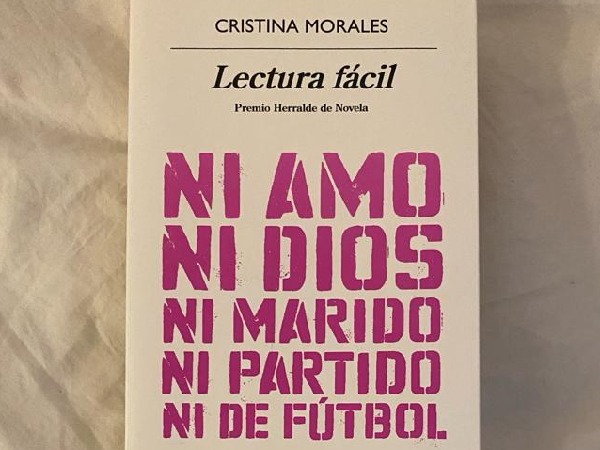 CRISTINA MORALES
Lectura fácil
Premio Herralde de Novela
NI AMO
NI DIOS
NI MARIDO
NI PARTIDO
NI DE FÚTBOL